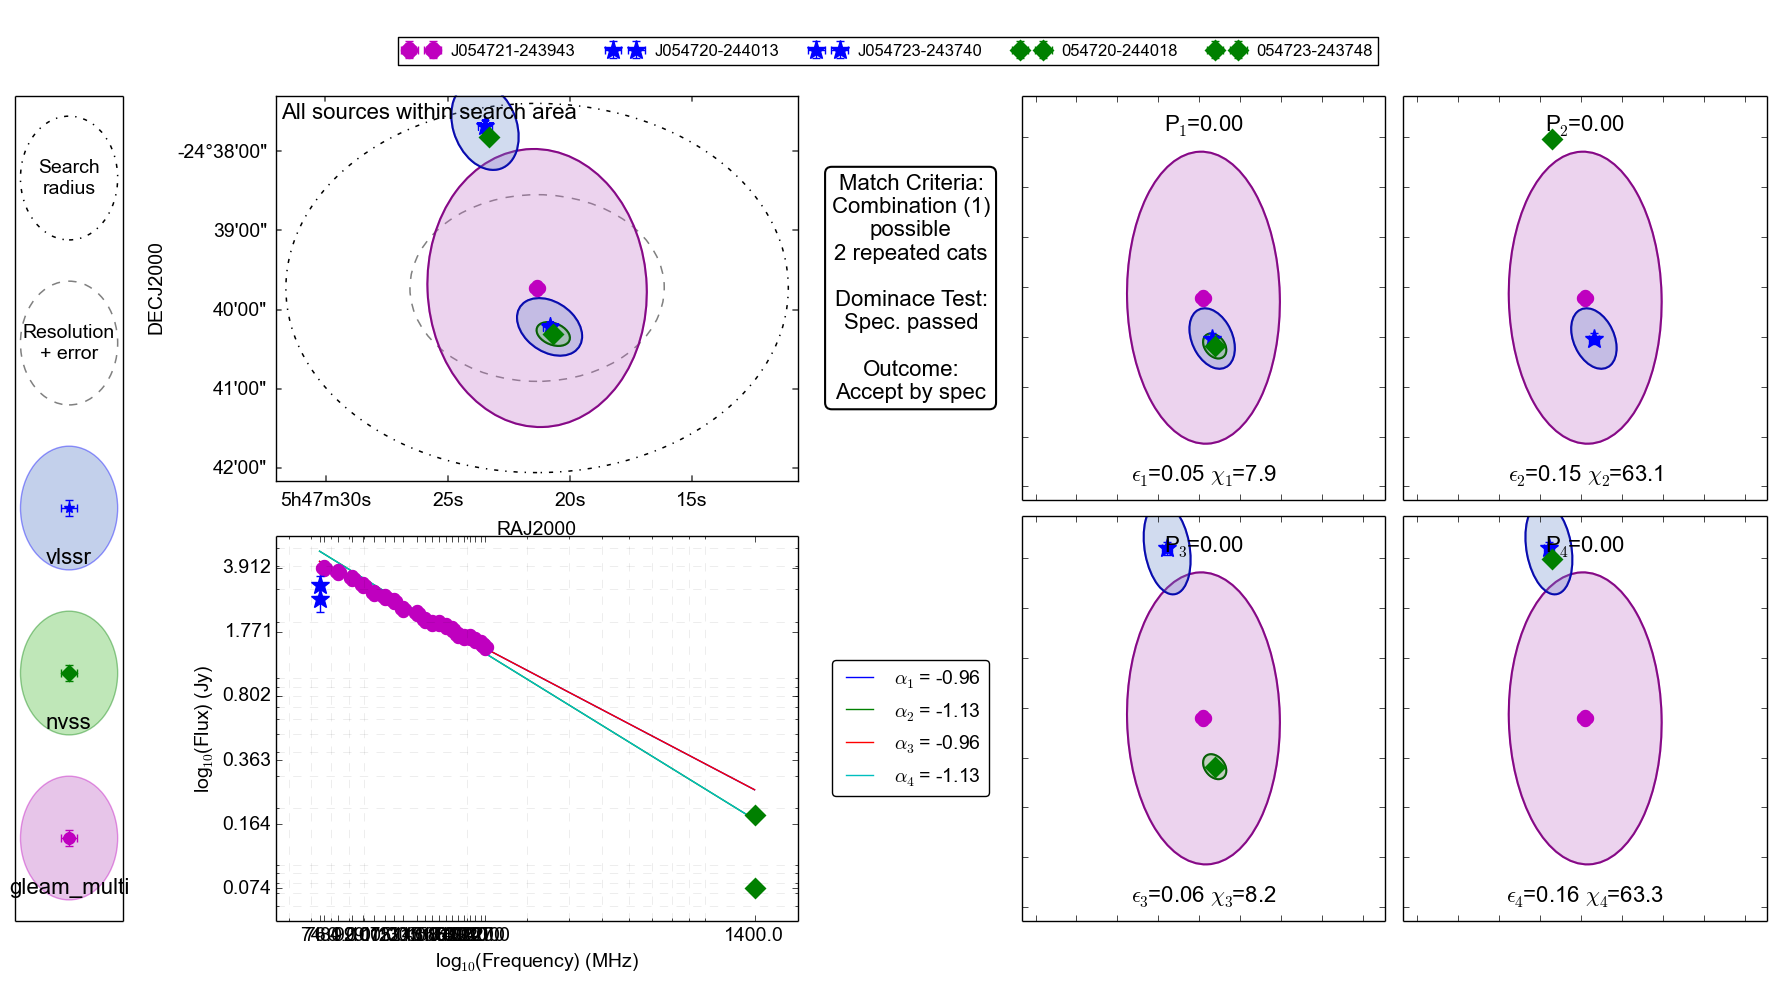 J054721-243943 J054720-244013 J054723-243740 054720-244018 054723-243748
Search
radius
Resolution
+ error
vlssr
nvss
gleam_multi
All sources within search area
-24°38'00"
39'00"
40'00"
41'00"
42'00"
DECJ2000
5h47m30s 25s 20s 15s
RAJ2000
Match Criteria:
Combination (1)
possible
2 repeated cats
Dominace Test:
Spec. passed
Outcome:
Accept by spec
P1=0.00
ϵ1=0.05 χ1=7.9
P2=0.00
ϵ2=0.15 χ2=63.1
P3=0.00
ϵ3=0.06 χ3=8.2
P4=0.00
ϵ4=0.16 χ4=63.3
3.912
1.771
0.802
0.363
0.164
0.074
log10(Flux) (Jy)
1400.0
log10(Frequency) (MHz)
α1 = -0.96
α2 = -1.13
α3 = -0.96
α4 = -1.13